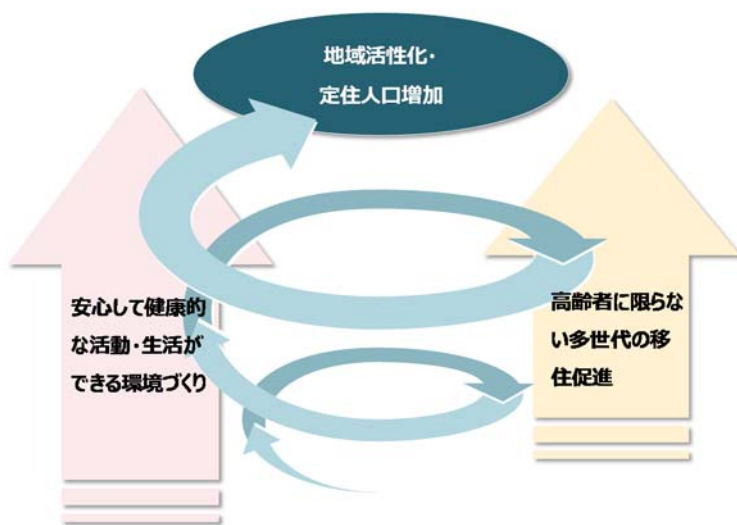 地域活性化・
定住人口増加
安心して健康的
な活動・生活が
できる環境づくり
高齢者に限らな
い多世代の移
住促進